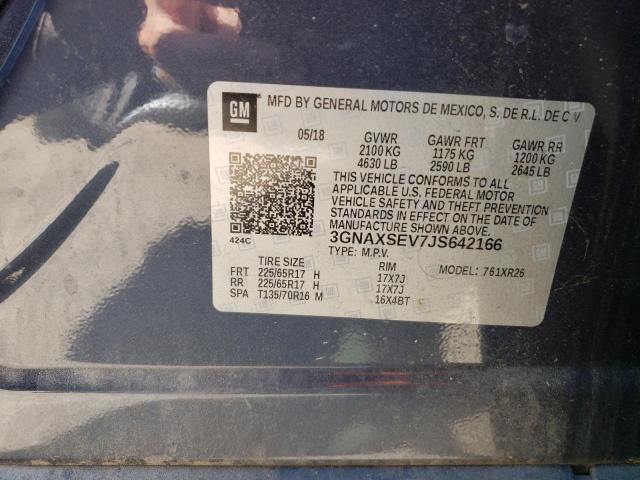 GM MFD BY GENERAL MOTORS DE MEXICO, S. DE R.L. DE C V
05/18 GVWR GAWR FRT GAWR RR
2100 KG 1175 KG 1200 KG
4630 LB 2590 LB 2645 LB
THIS VEHICLE CONFORMS TO ALL
APPLICABLE U.S. FEDERAL MOTOR
VEHICLE SAFETY AND THEFT PREVENTION
STANDARDS IN EFFECT ON THE DATE OF
MANUFACTURE SHOWN ABOVE.
424C 3GNAXSEV7JS642166
TYPE: M.P.V. MODEL: 761XR26
TIRE SIZE RIM
FRT 225/65R17 H 17X7J
RR 225/65R17 H 17X7J
SPA T135/70R16 M 16X4BT